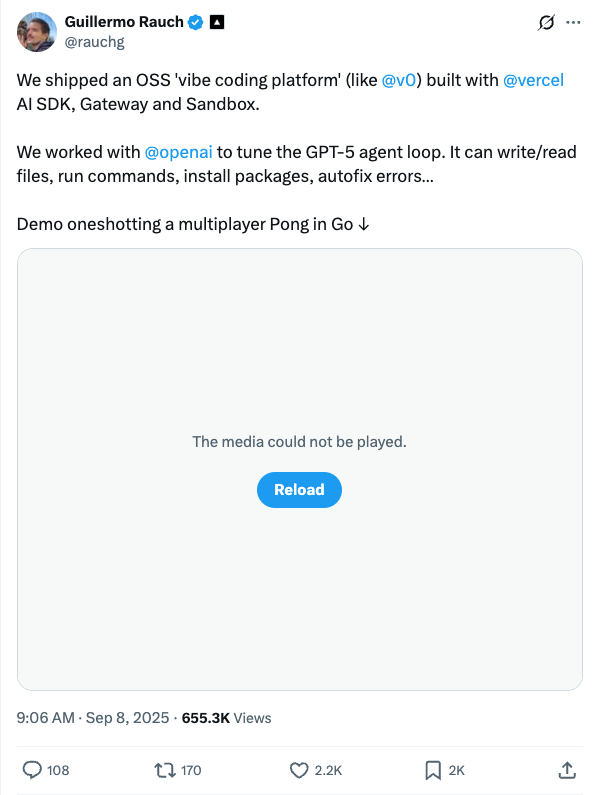 Guillermo Rauch
@rauchg
We shipped an OSS 'vibe coding platform' (like @v0) built with @vercel
AI SDK, Gateway and Sandbox.
We worked with @openai to tune the GPT-5 agent loop. It can write/read
files, run commands, install packages, autofix errors...
Demo oneshotting a multiplayer Pong in Go ↓
The media could not be played.
Reload
9:06 AM · Sep 8, 2025 · 655.3K Views
108 170 2.2K 2K